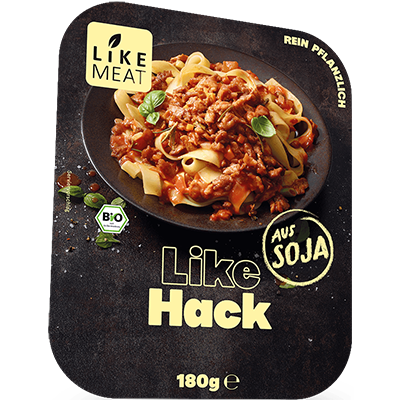 LIKE
MEAT
REIN PFLANZLICH
BIO
AUS
SOJA
Like
Hack
180g e